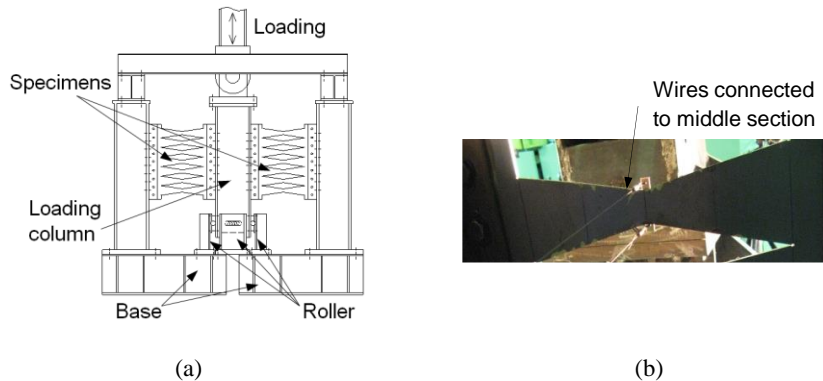 Loading
Specimens
Loading
column
Base
Roller
(a)
Wires connected
to middle section
(b)